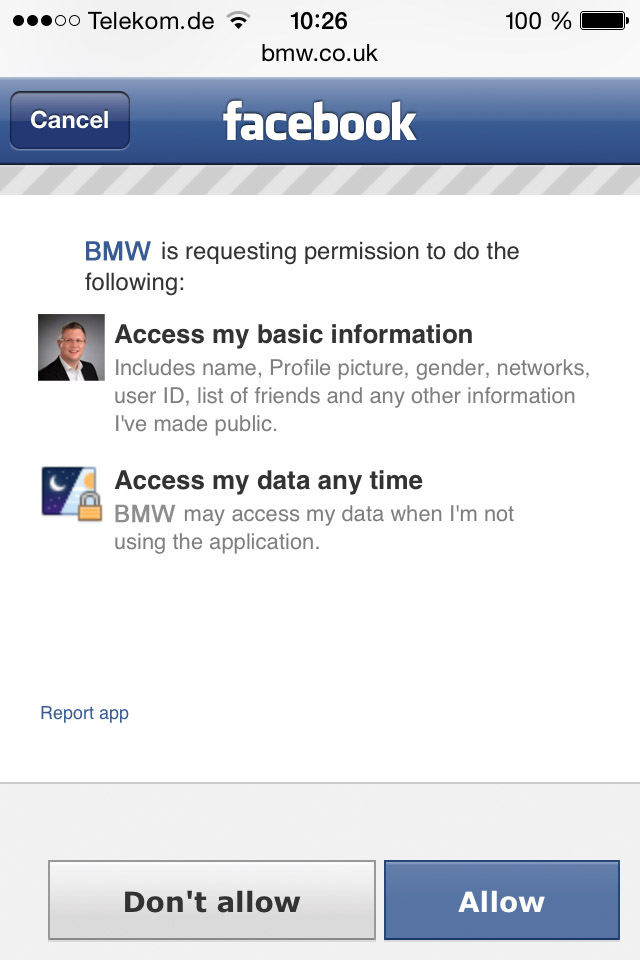 Telekom.de 10:26 100 %
bmw.co.uk
Cancel facebook
BMW is requesting permission to do the
following:
Access my basic information
Includes name, Profile picture, gender, networks,
user ID, list of friends and any other information
I've made public.
Access my data any time
BMW may access my data when I'm not
using the application.
Report app
Don't allow Allow